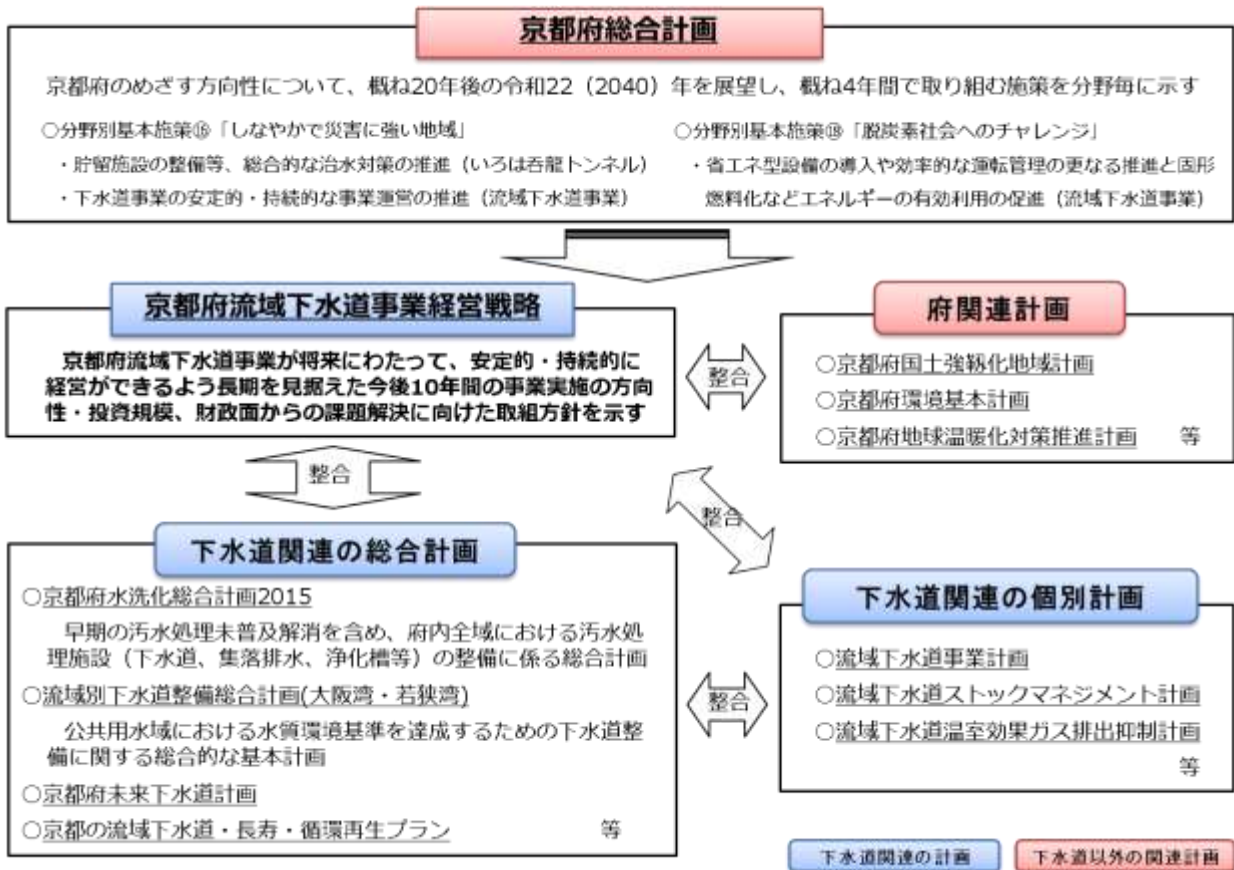 京都府総合計画
京都府のめざす方向性について、概ね20年後の令和22（2040）年を展望し、概ね4年間で取り組む施策を分野毎に示す
○分野別基本施策⑯「しなやかで災害に強い地域」
・貯留施設の整備等、総合的な治水対策の推進（いろは呑龍トンネル）
・下水道事業の安定的・持続的な事業運営の推進（流域下水道事業）
○分野別基本施策⑱「脱炭素社会へのチャレンジ」
・省エネ型設備の導入や効率的な運転管理の更なる推進と固形
燃料化などエネルギーの有効利用の促進（流域下水道事業）
京都府流域下水道事業経営戦略
京都府流域下水道事業が将来にわたって、安定的・持続的に
経営ができるよう長期を見据えた今後10年間の事業実施の方向
性・投資規模、財政面からの課題解決に向けた取組方針を示す
整合
府関連計画
○京都府国土強靱化地域計画
○京都府環境基本計画
○京都府地球温暖化対策推進計画　等
整合
整合
下水道関連の総合計画
○京都府水洗化総合計画2015
早期の汚水処理未普及解消を含め、府内全域における汚水処
理施設（下水道、集落排水、浄化槽等）の整備に係る総合計画
○流域別下水道整備総合計画(大阪湾・若狭湾)
公共用水域における水質環境基準を達成するための下水道整
備に関する総合的な基本計画
○京都府未来下水道計画
○京都の流域下水道・長寿・循環再生プラン　等
整合
下水道関連の個別計画
○流域下水道事業計画
○流域下水道ストックマネジメント計画
○流域下水道温室効果ガス排出抑制計画
等
下水道関連の計画
下水道以外の関連計画